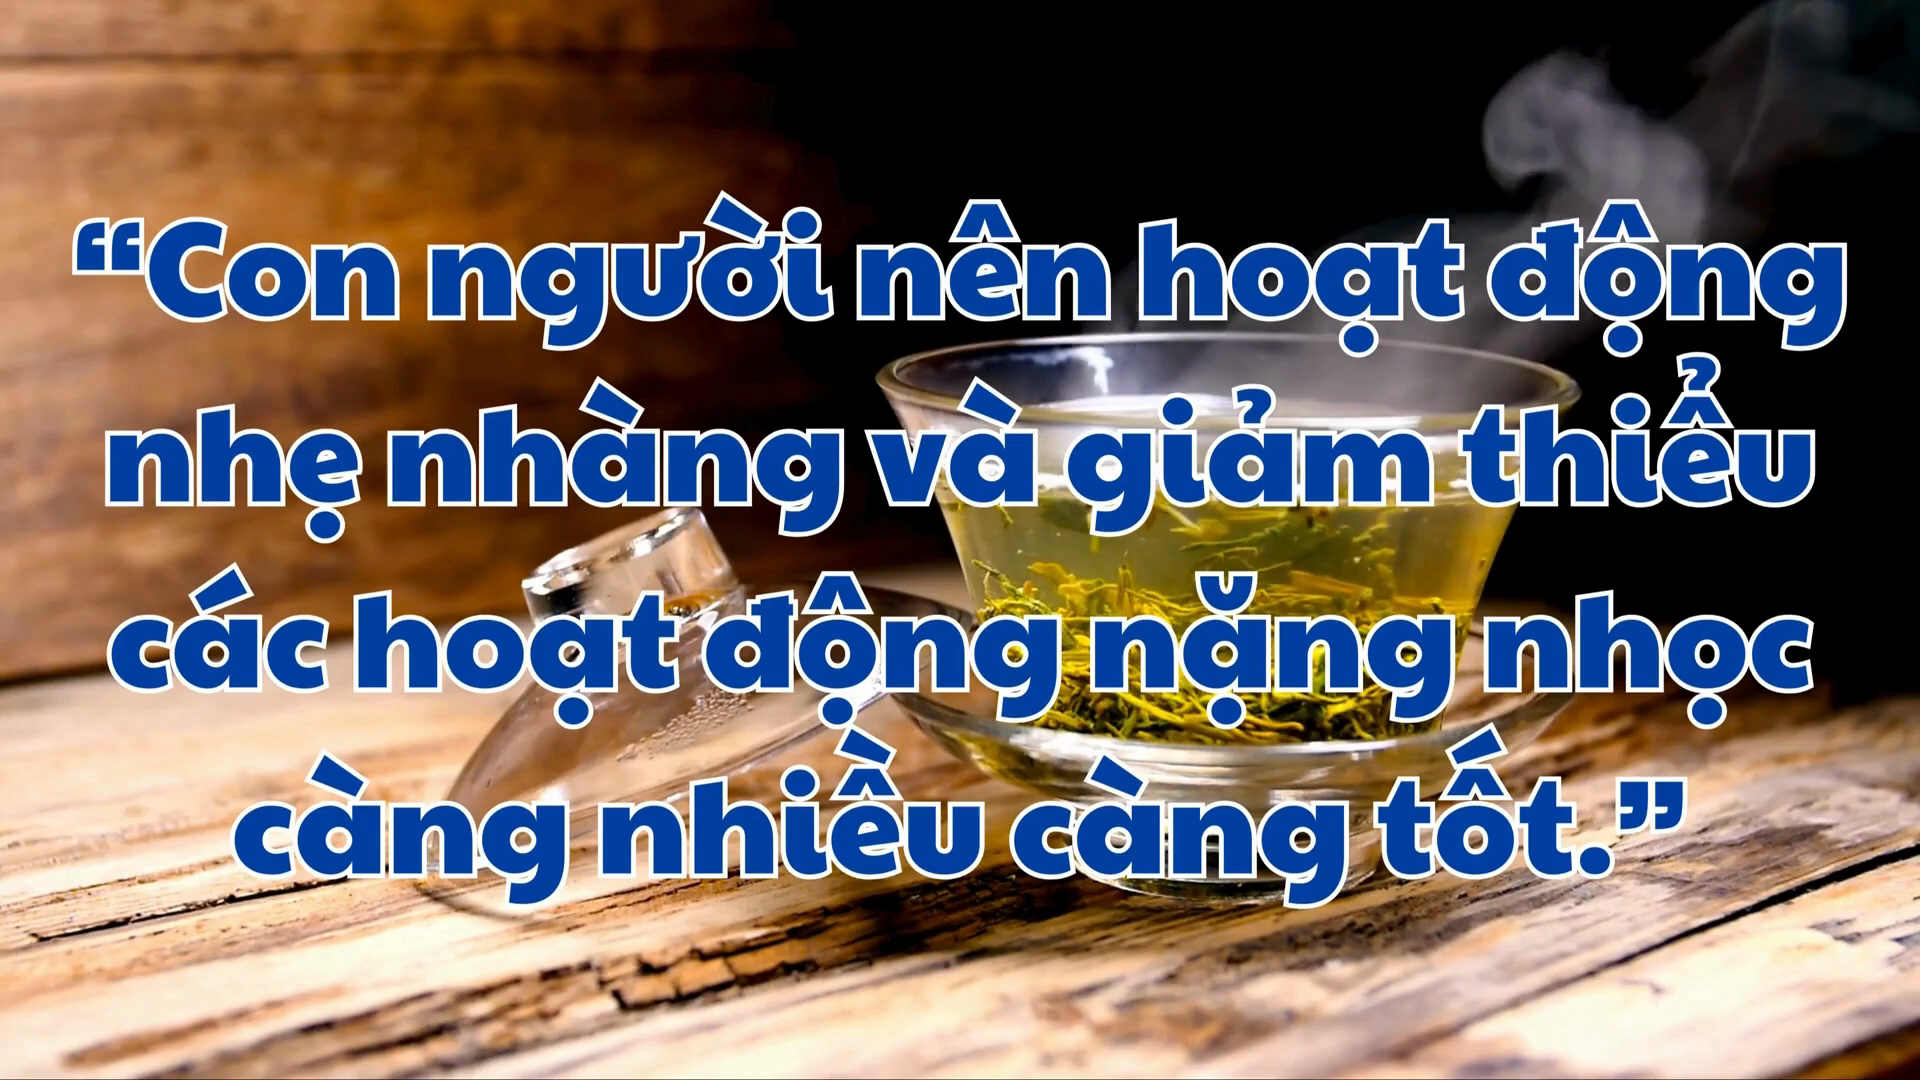 “Con người nên hoạt động
nhẹ nhàng và giảm thiểu
các hoạt động nặng nhọc
càng nhiều càng tốt.”